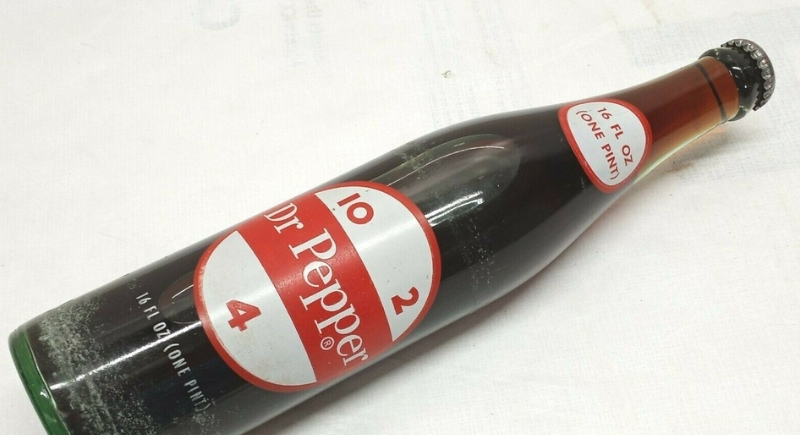 16 FL OZ
(ONE PINT)
10
2
Dr Pepper®
4
16 FL OZ (ONE PINT)